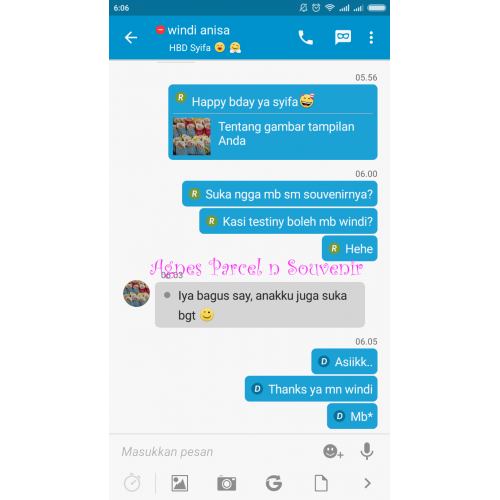 6:06
windi anisa
HBD Syifa
05.56
R Happy bday ya syifa
Tentang gambar tampilan
Anda
06.00
R Suka ngga mb sm souvenirnya?
R Kasi testiny boleh mb windi?
R Hehe
Agnes Parcel n Souvenir
06.03
Iya bagus say, anakku juga suka
bgt
06.05
D Asiikk..
D Thanks ya mn windi
D Mb*
Masukkan pesan
G